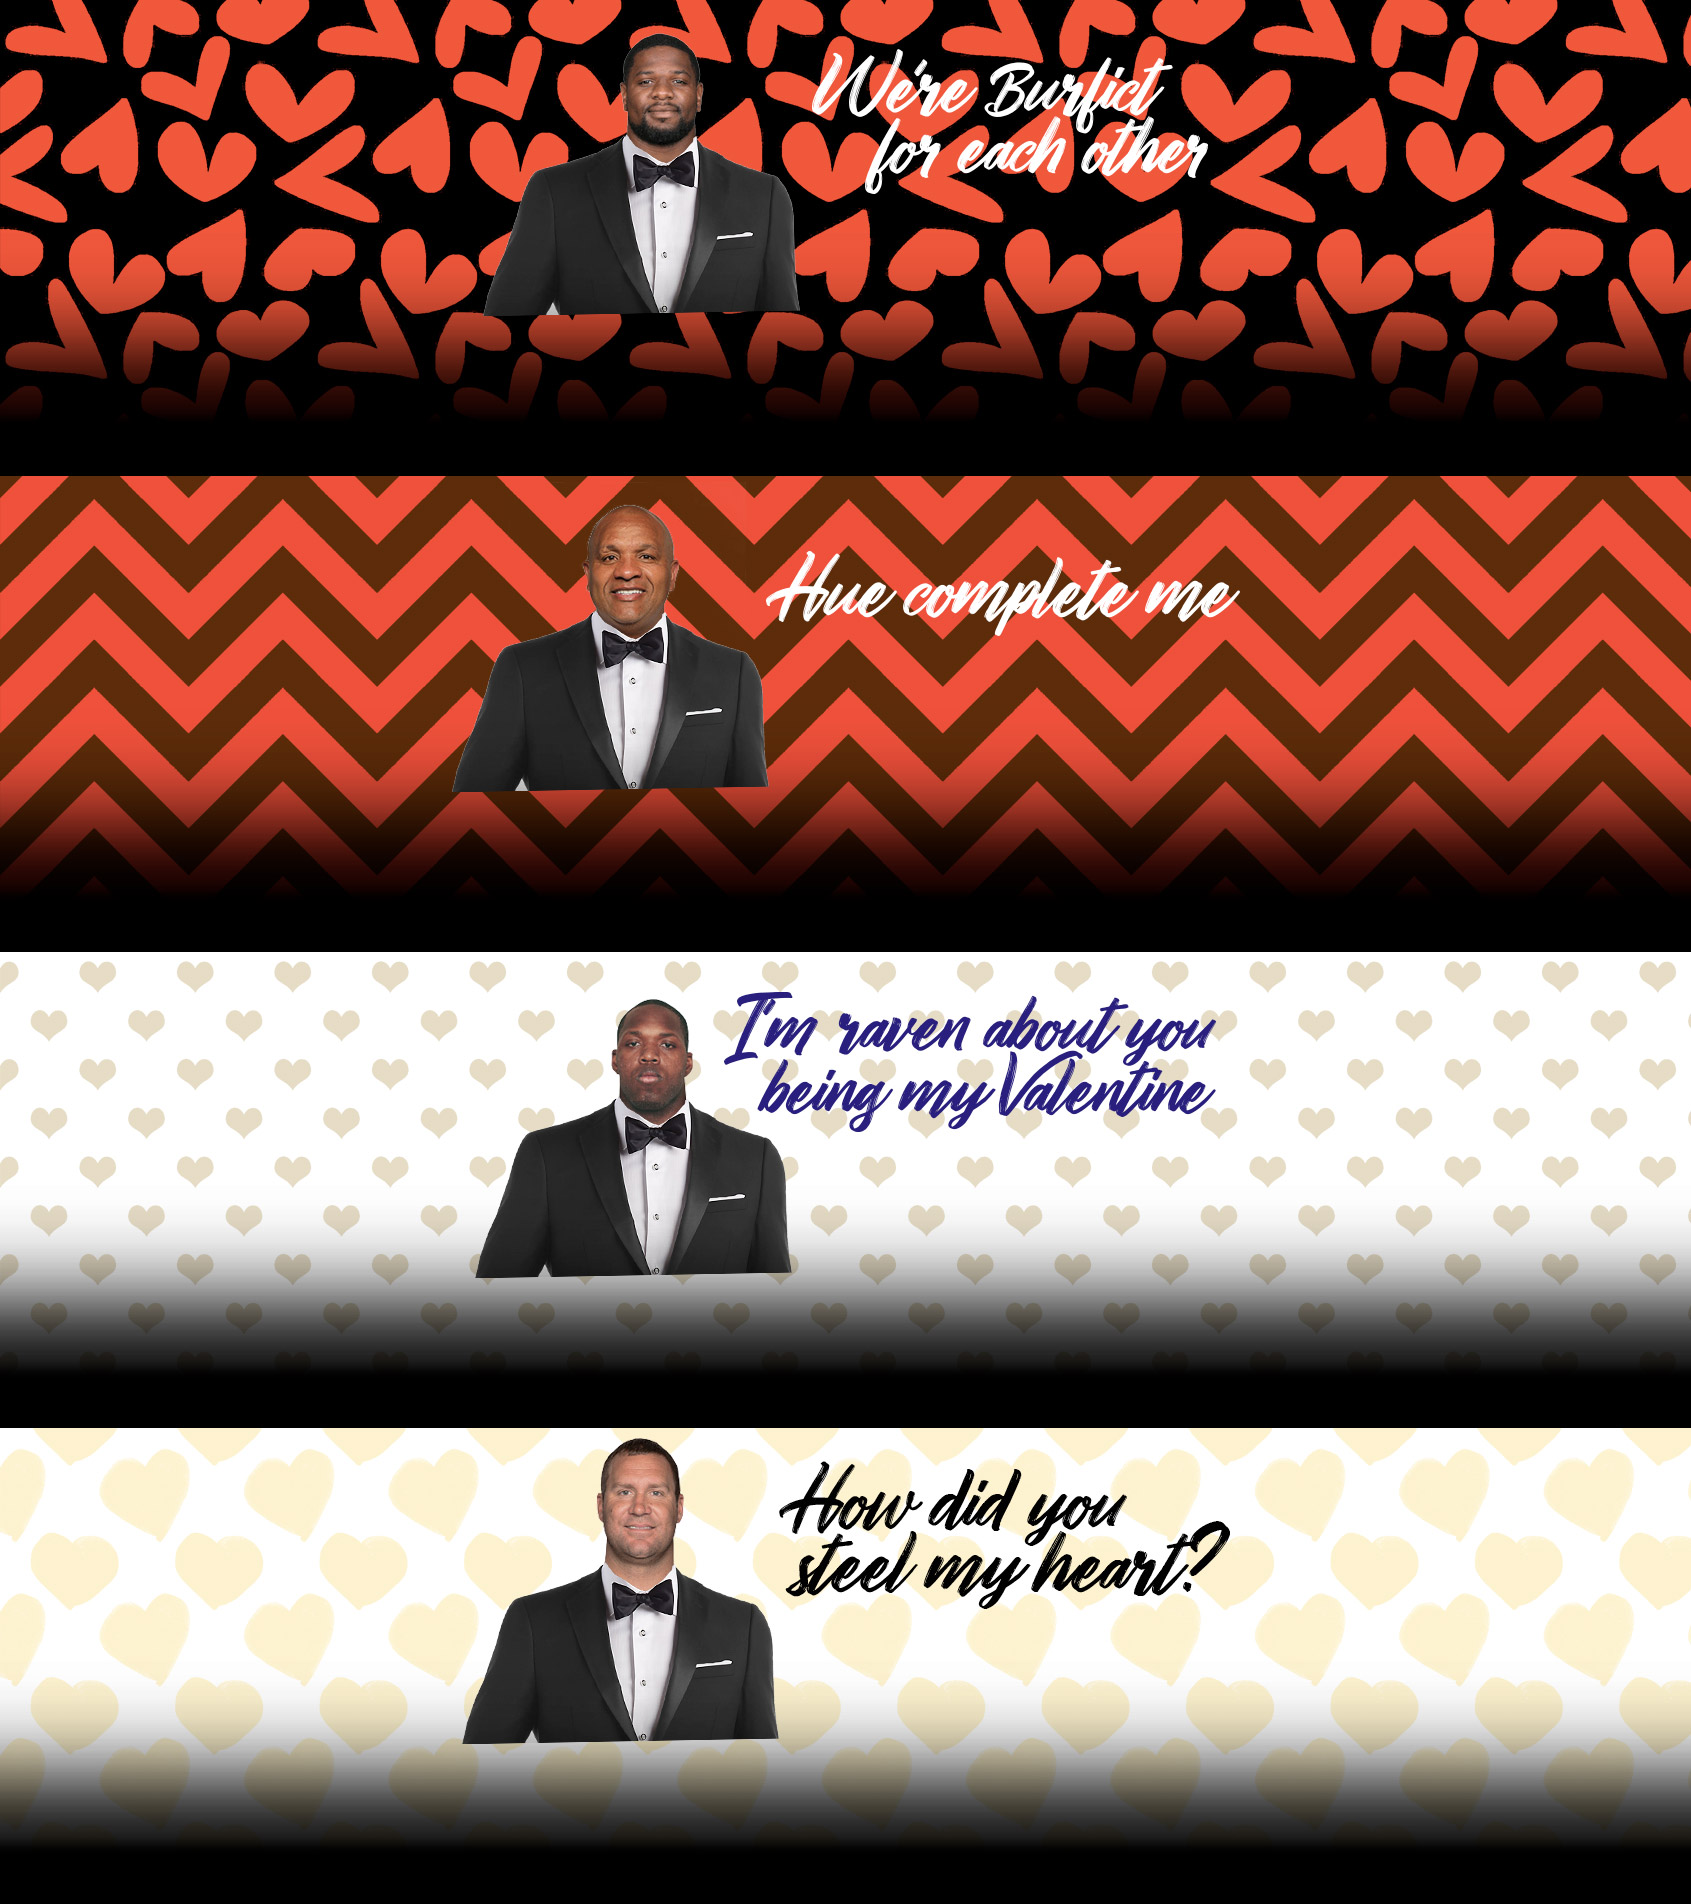 We're Burfict
for each other
Hue complete me
I'm raven about you
being my Valentine
How did you
steel my heart?